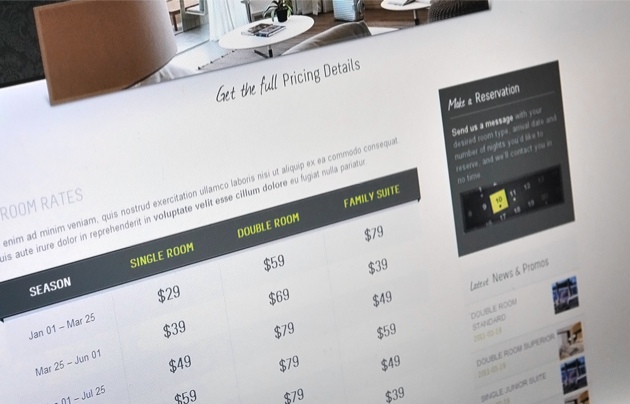 Get the full Pricing Details
ROOM RATES
enim ad minim veniam, quis nostrud exercitation ullamco laboris nisi ut aliquip ex ea commodo consequat.
uis aute irure dolor in reprehenderit in voluptate velit esse cillum dolore eu fugiat nulla pariatur.
SEASON SINGLE ROOM DOUBLE ROOM FAMILY SUITE
Jan 01 – Mar 25 $29 $59 $79
Mar 25 – Jun 01 $39 $69 $39
01 – Jul 25 $49 $79 $49
$59 $79 $59
$79 $49
$39
Make a Reservation
Send us a message with your
desired room type, arrival date and
number of nights you'd like to
reserve, and we'll contact you in
no time.
10 11 12
17 18
Latest News & Promos
DOUBLE ROOM
STANDARD
DOUBLE ROOM SUPERIOR
SINGLE JUNIOR SUITE